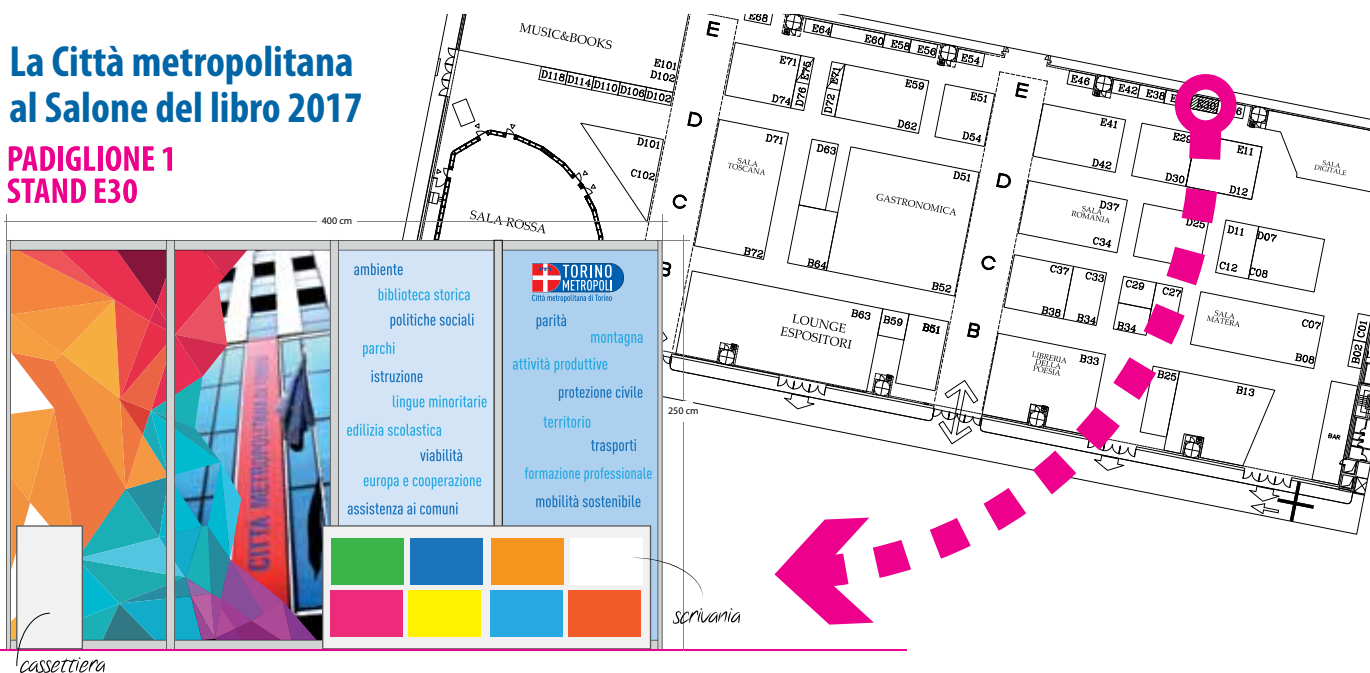 La Città metropolitana
al Salone del libro 2017
PADIGLIONE 1
STAND E30
400 cm
250 cm
ambiente
biblioteca storica
politiche sociali
parchi
istruzione
lingue minoritarie
edilizia scolastica
viabilità
europa e cooperazione
assistenza ai comuni
TORINO
METROPOLI
Città metropolitana di Torino
parità
montagna
attività produttive
protezione civile
territorio
trasporti
formazione professionale
mobilità sostenibile
CITTA METROPOLITANA
scrivania
cassettiera
MUSIC&BOOKS
E101
D102
D118 D114 D110 D106 D102
D101
C102
SALA ROSSA
E
D
C
B
E68
E64
E60 E58 E56
E54
E71
E75
D76
D74
E71
D72
E59
D62
E51
D54
D71
SALA
TOSCANA
B72
D63
B64
D51
GASTRONOMICA
B52
LOUNGE
ESPOSITORI
B63
B59
B51
E
D
C
B
E46
E42 E38
E30
E41
D42
E29
D30
E11
D12
SALA
DIGITALE
D37
SALA
ROMANIA
C34
D25
D11
C12
D07
C08
C37
B38
C33
B34
C29
B34
C27
SALA
MATERA
C07
B08
C01
B02
LIBRERIA
DELLA
POESIA
B33
B25
B13
BAR